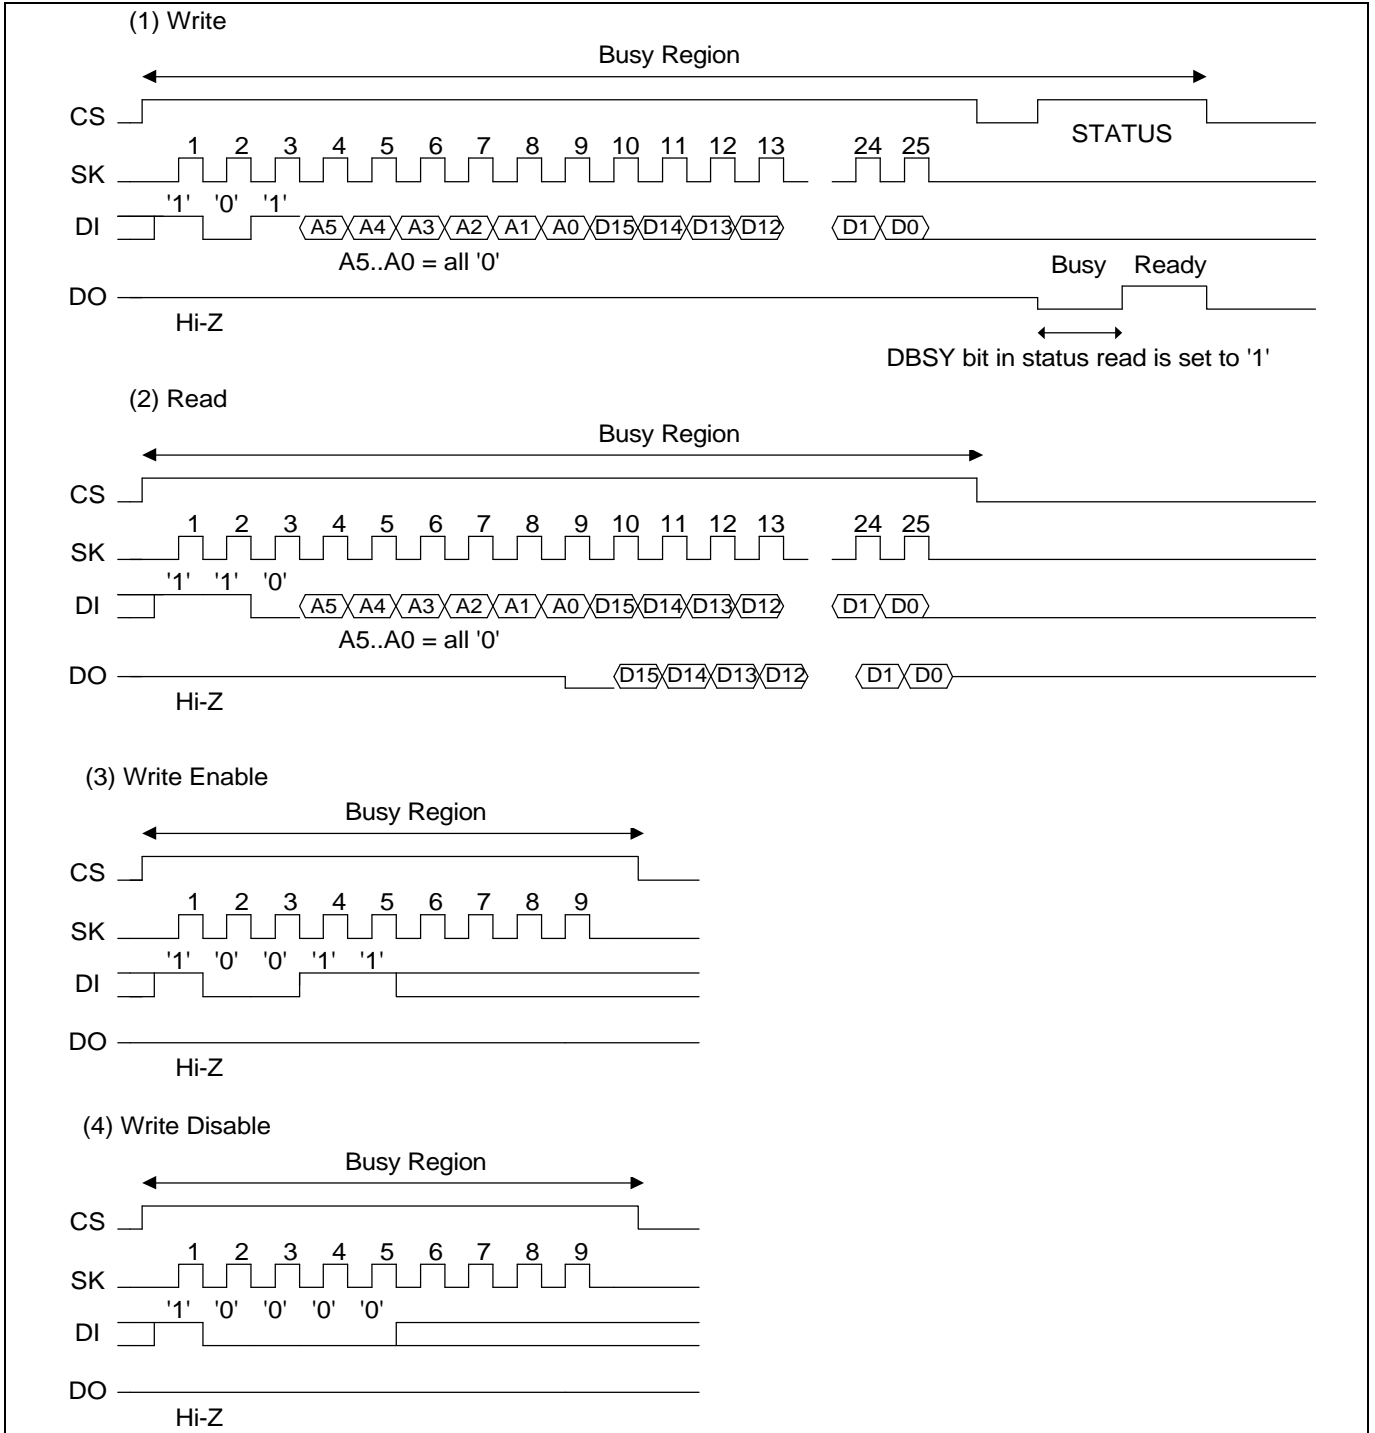 (1) Write
Busy Region
CS
STATUS
1 2 3 4 5 6 7 8 9 10 11 12 13 24 25
SK
'1' '0' '1'
DI A5 A4 A3 A2 A1 A0 D15 D14 D13 D12 D1 D0
A5..A0 = all '0'
Busy Ready
DO
Hi-Z
DBSY bit in status read is set to '1'
(2) Read
Busy Region
CS
1 2 3 4 5 6 7 8 9 10 11 12 13 24 25
SK
'1' '1' '0'
DI A5 A4 A3 A2 A1 A0 D15 D14 D13 D12 D1 D0
A5..A0 = all '0'
DO D15 D14 D13 D12 D1 D0
Hi-Z
(3) Write Enable
Busy Region
CS
1 2 3 4 5 6 7 8 9
SK
'1' '0' '0' '1' '1'
DI
DO
Hi-Z
(4) Write Disable
Busy Region
CS
1 2 3 4 5 6 7 8 9
SK
'1' '0' '0' '0' '0'
DI
DO
Hi-Z